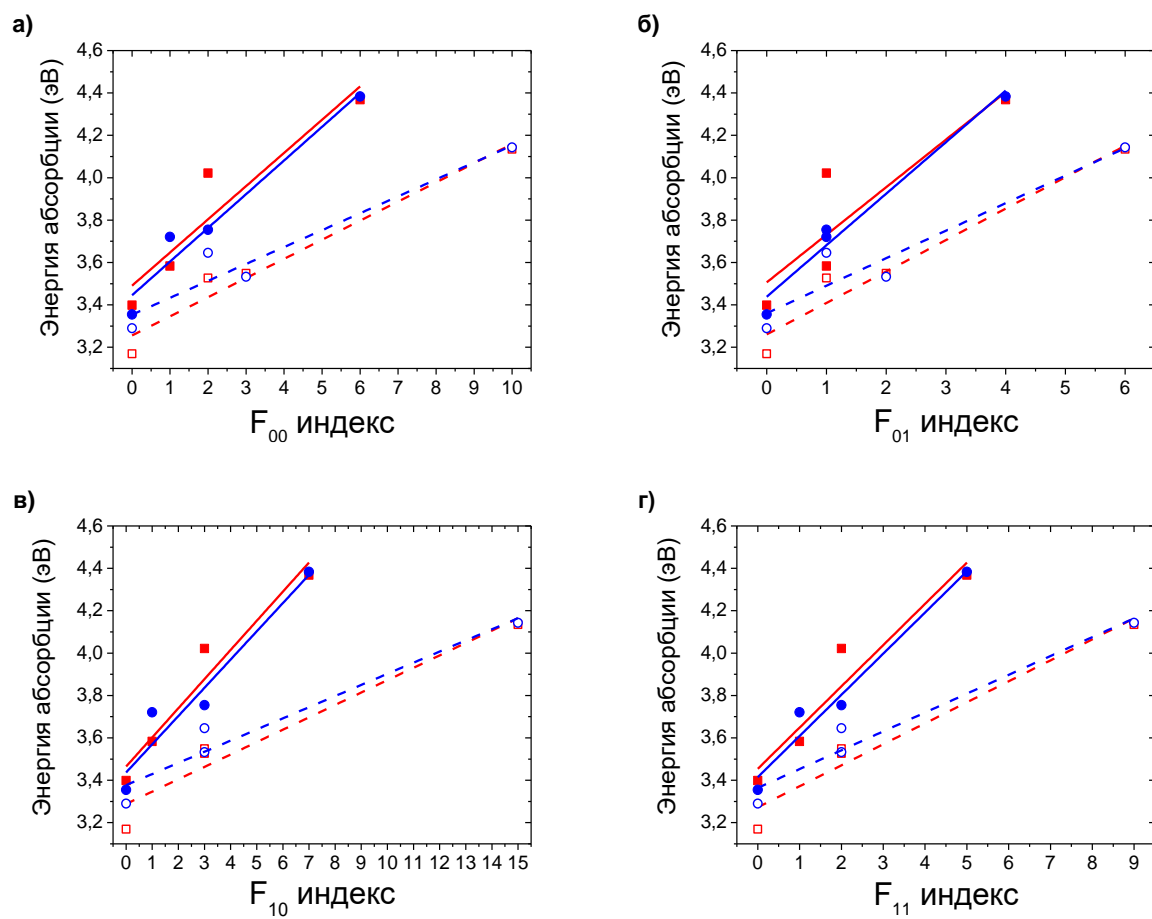 а)
Энергия абсорбции (эВ)
4,6
4,4
4,2
4,0
3,8
3,6
3,4
3,2
0 1 2 3 4 5 6 7 8 9 10
F00 индекс
б)
Энергия абсорбции (эВ)
4,6
4,4
4,2
4,0
3,8
3,6
3,4
3,2
0 1 2 3 4 5 6
F01 индекс
в)
Энергия абсорбции (эВ)
4,6
4,4
4,2
4,0
3,8
3,6
3,4
3,2
0 1 2 3 4 5 6 7 8 9 10 11 12 13 14 15
F10 индекс
г)
Энергия абсорбции (эВ)
4,6
4,4
4,2
4,0
3,8
3,6
3,4
3,2
0 1 2 3 4 5 6 7 8 9
F11 индекс